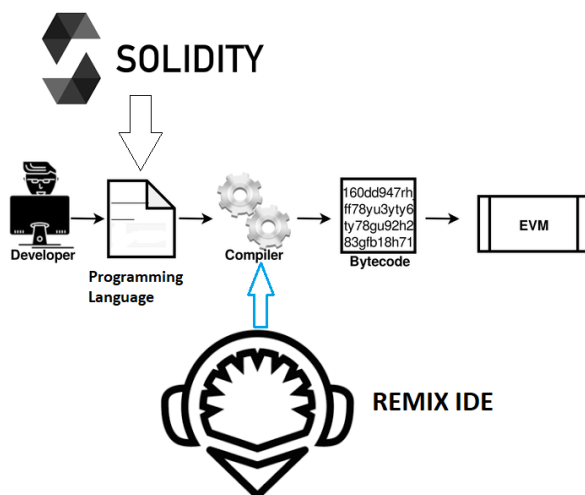 SOLIDITY
Developer
Programming
Language
Compiler
160dd947rh
ff78yu3yty6
ty78gu92h2
83gfb18h71
Bytecode
EVM
REMIX IDE